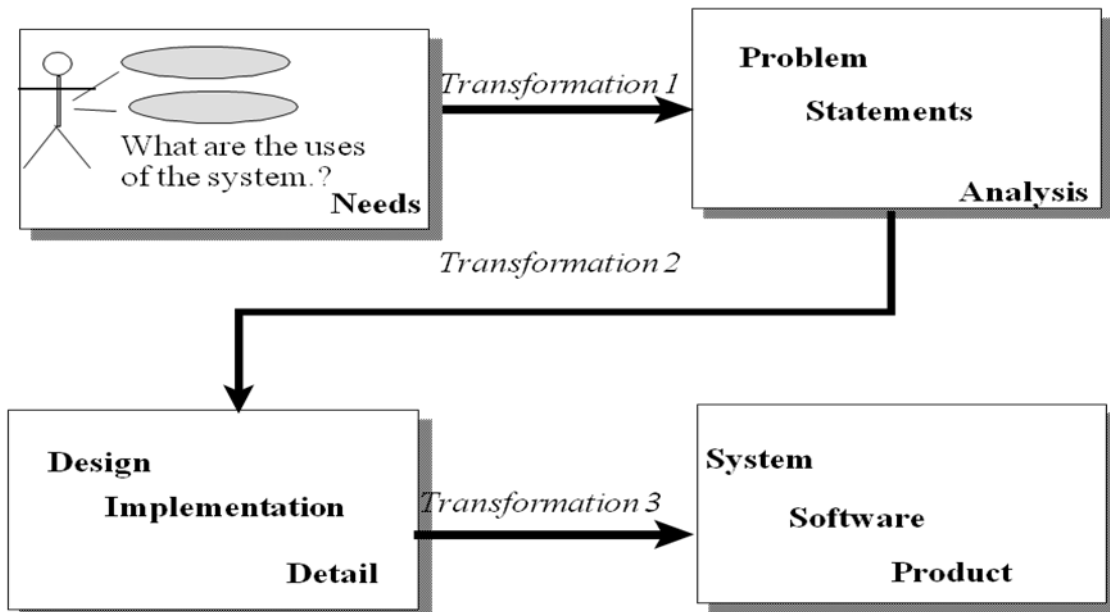 What are the uses
of the system.?
Needs
Transformation 1
Problem
Statements
Analysis
Transformation 2
Design
Implementation
Detail
Transformation 3
System
Software
Product